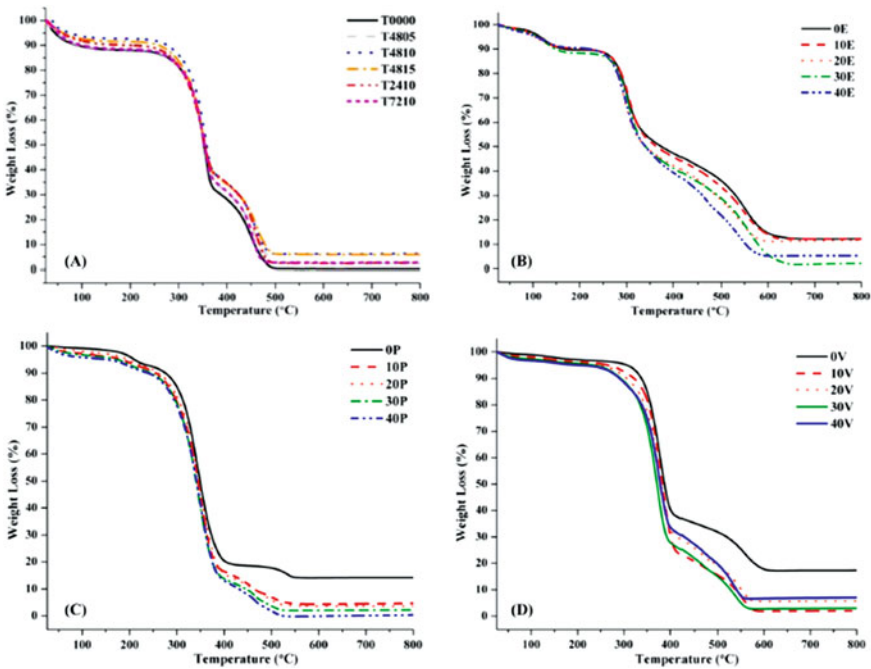 100
90
80
70
60
50
40
30
20
10
0
Weight Loss (%)
T0000
T4805
T4810
T4815
T2410
T7210
(A)
100 200 300 400 500 600 700 800
Temperature (°C)
100
90
80
70
60
50
40
30
20
10
0
Weight Loss (%)
0E
10E
20E
30E
40E
(B)
100 200 300 400 500 600 700 800
Temperature (°C)
100
90
80
70
60
50
40
30
20
10
0
Weight Loss (%)
0P
10P
20P
30P
40P
(C)
100 200 300 400 500 600 700 800
Temperature (°C)
100
90
80
70
60
50
40
30
20
10
0
Weight Loss (%)
0V
10V
20V
30V
40V
(D)
100 200 300 400 500 600 700 800
Temperature (°C)